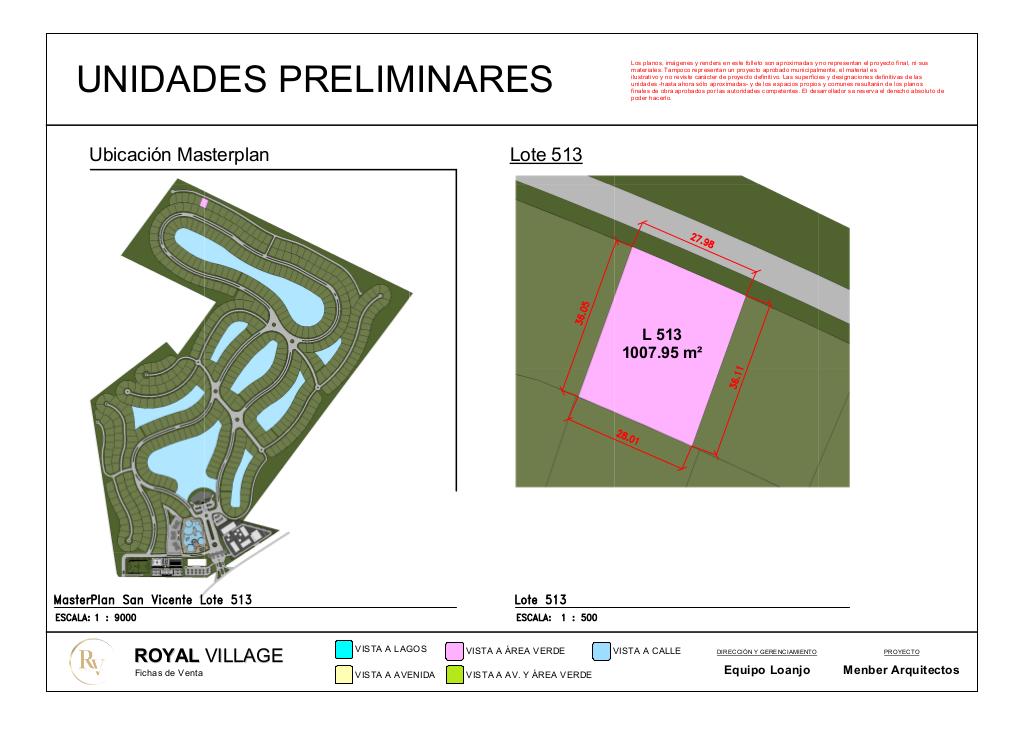 UNIDADES PRELIMINARES
Los planos, imágenes y renders en este folleto son aproximadas y no representan el proyecto final, ni sus
materiales. Tampoco representan un proyecto aprobado municipalmente, el material es
ilustrativo y no reviste carácter de proyecto definitivo. Las superficies y designaciones definitivas de las
unidades -hasta ahora sólo aproximadas- y de los espacios propios y comunes resultarán de los planos
finales de obra aprobados por las autoridades competentes. El desarrollador se reserva el derecho absoluto de
poder hacerlo.
Ubicación Masterplan
Lote 513
27.98
36.05
L 513
1007.95 m²
36.11
28.01
MasterPlan San Vicente Lote 513
ESCALA: 1 : 9000
Lote 513
ESCALA: 1 : 500
RV
ROYAL VILLAGE
Fichas de Venta
VISTA A LAGOS
VISTA A ÁREA VERDE
VISTA A CALLE
VISTA A AVENIDA
VISTA A AV. Y ÁREA VERDE
DIRECCIÓN Y GERENCIAMIENTO
Equipo Loanjo
PROYECTO
Menber Arquitectos